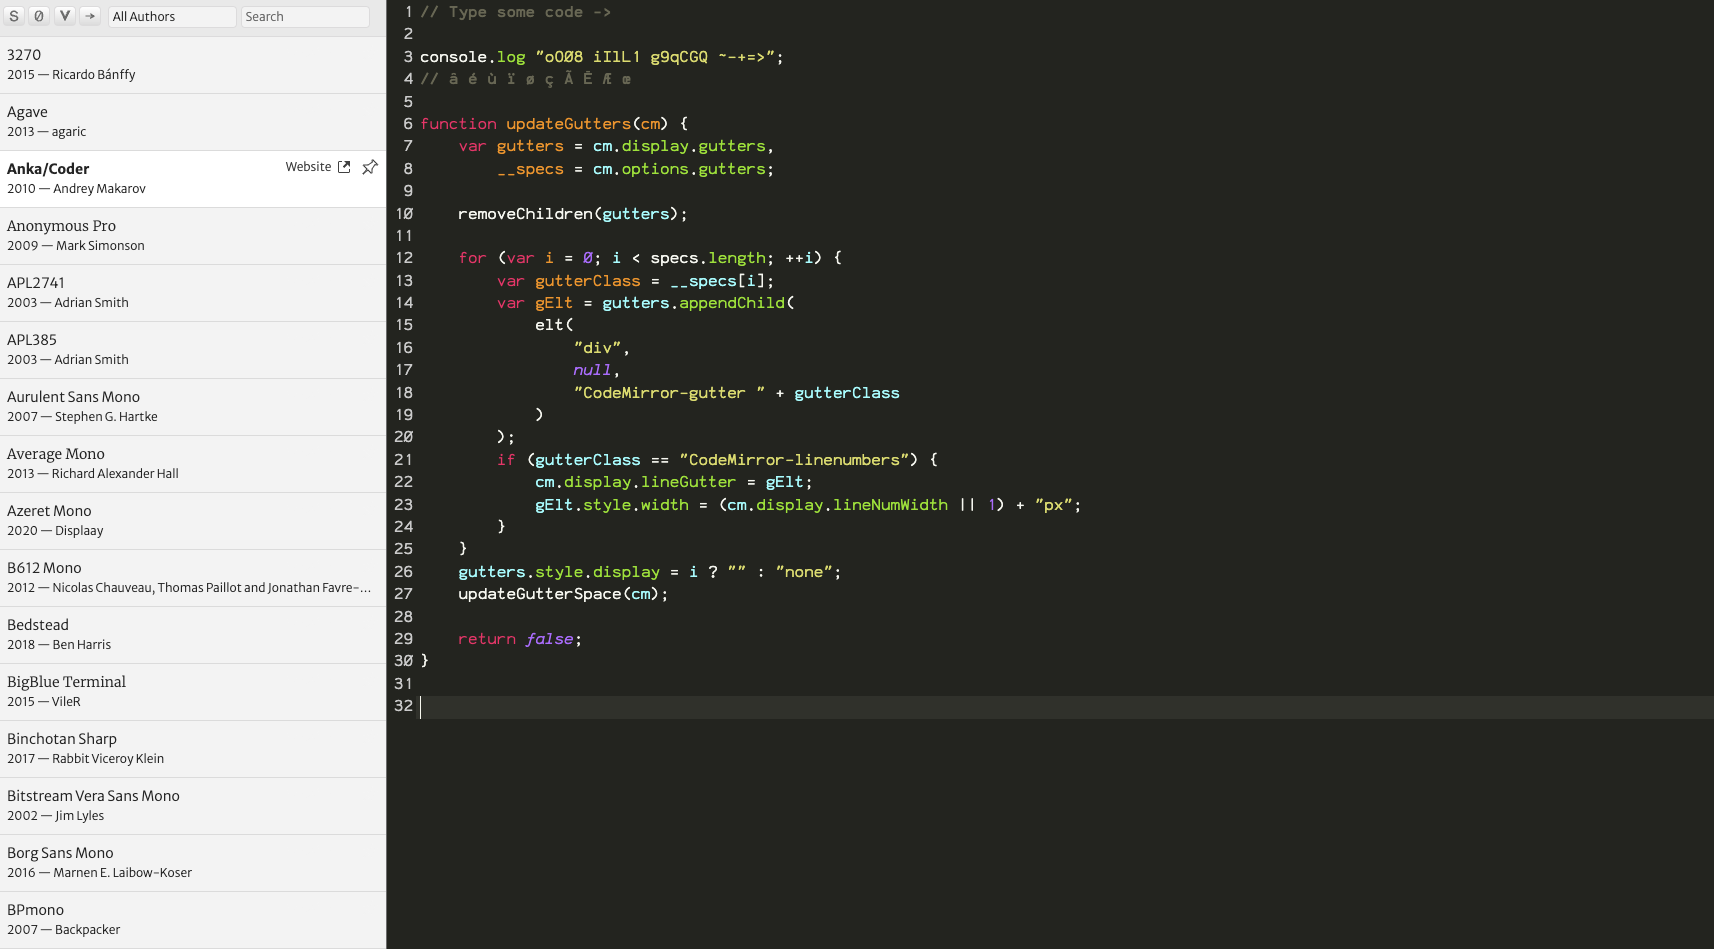 S Ø V → All Authors Search
3270
2015 — Ricardo Bánffy
Agave
2013 — agaric
Anka/Coder Website
2010 — Andrey Makarov
Anonymous Pro
2009 — Mark Simonson
APL2741
2003 — Adrian Smith
APL385
2003 — Adrian Smith
Aurulent Sans Mono
2007 — Stephen G. Hartke
Average Mono
2013 — Richard Alexander Hall
Azeret Mono
2020 — Displaay
B612 Mono
2012 — Nicolas Chauveau, Thomas Paillot and Jonathan Favre-...
Bedstead
2018 — Ben Harris
BigBlue Terminal
2015 — VileR
Binchotan Sharp
2017 — Rabbit Viceroy Klein
Bitstream Vera Sans Mono
2002 — Jim Lyles
Borg Sans Mono
2016 — Marnen E. Laibow-Koser
BPmono
2007 — Backpacker
1 // Type some code ->
2
3 console.log "oO08 iIlL1 g9qCGQ ~-+=>";
4 // ã é ù ï ø ç Ã Ē Æ œ
5
6 function updateGutters(cm) {
7     var gutters = cm.display.gutters,
8         __specs = cm.options.gutters;
9
10     removeChildren(gutters);
11
12     for (var i = 0; i < specs.length; ++i) {
13         var gutterClass = __specs[i];
14         var gElt = gutters.appendChild(
15             elt(
16                 "div",
17                 null,
18                 "CodeMirror-gutter " + gutterClass
19             )
20         );
21         if (gutterClass == "CodeMirror-linenumbers") {
22             cm.display.lineGutter = gElt;
23             gElt.style.width = (cm.display.lineNumWidth || 1) + "px";
24         }
25     }
26     gutters.style.display = i ? "" : "none";
27     updateGutterSpace(cm);
28
29     return false;
30 }
31
32